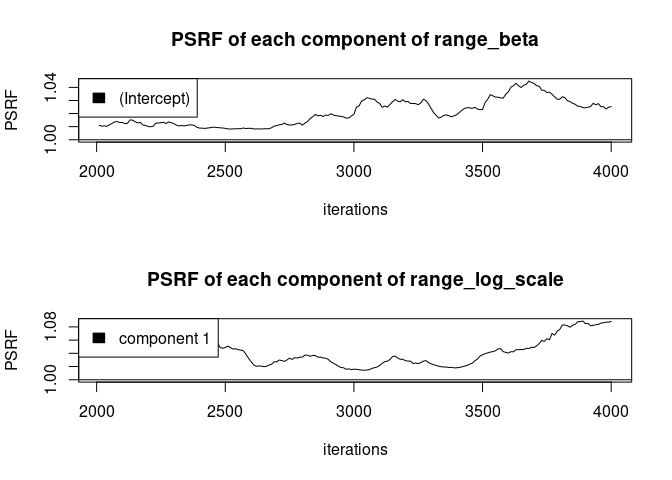 PSRF of each component of range_beta
PSRF
1.04
1.00
(Intercept)
2000 2500 3000 3500 4000
iterations
PSRF of each component of range_log_scale
PSRF
1.08
1.00
component 1
2000 2500 3000 3500 4000
iterations